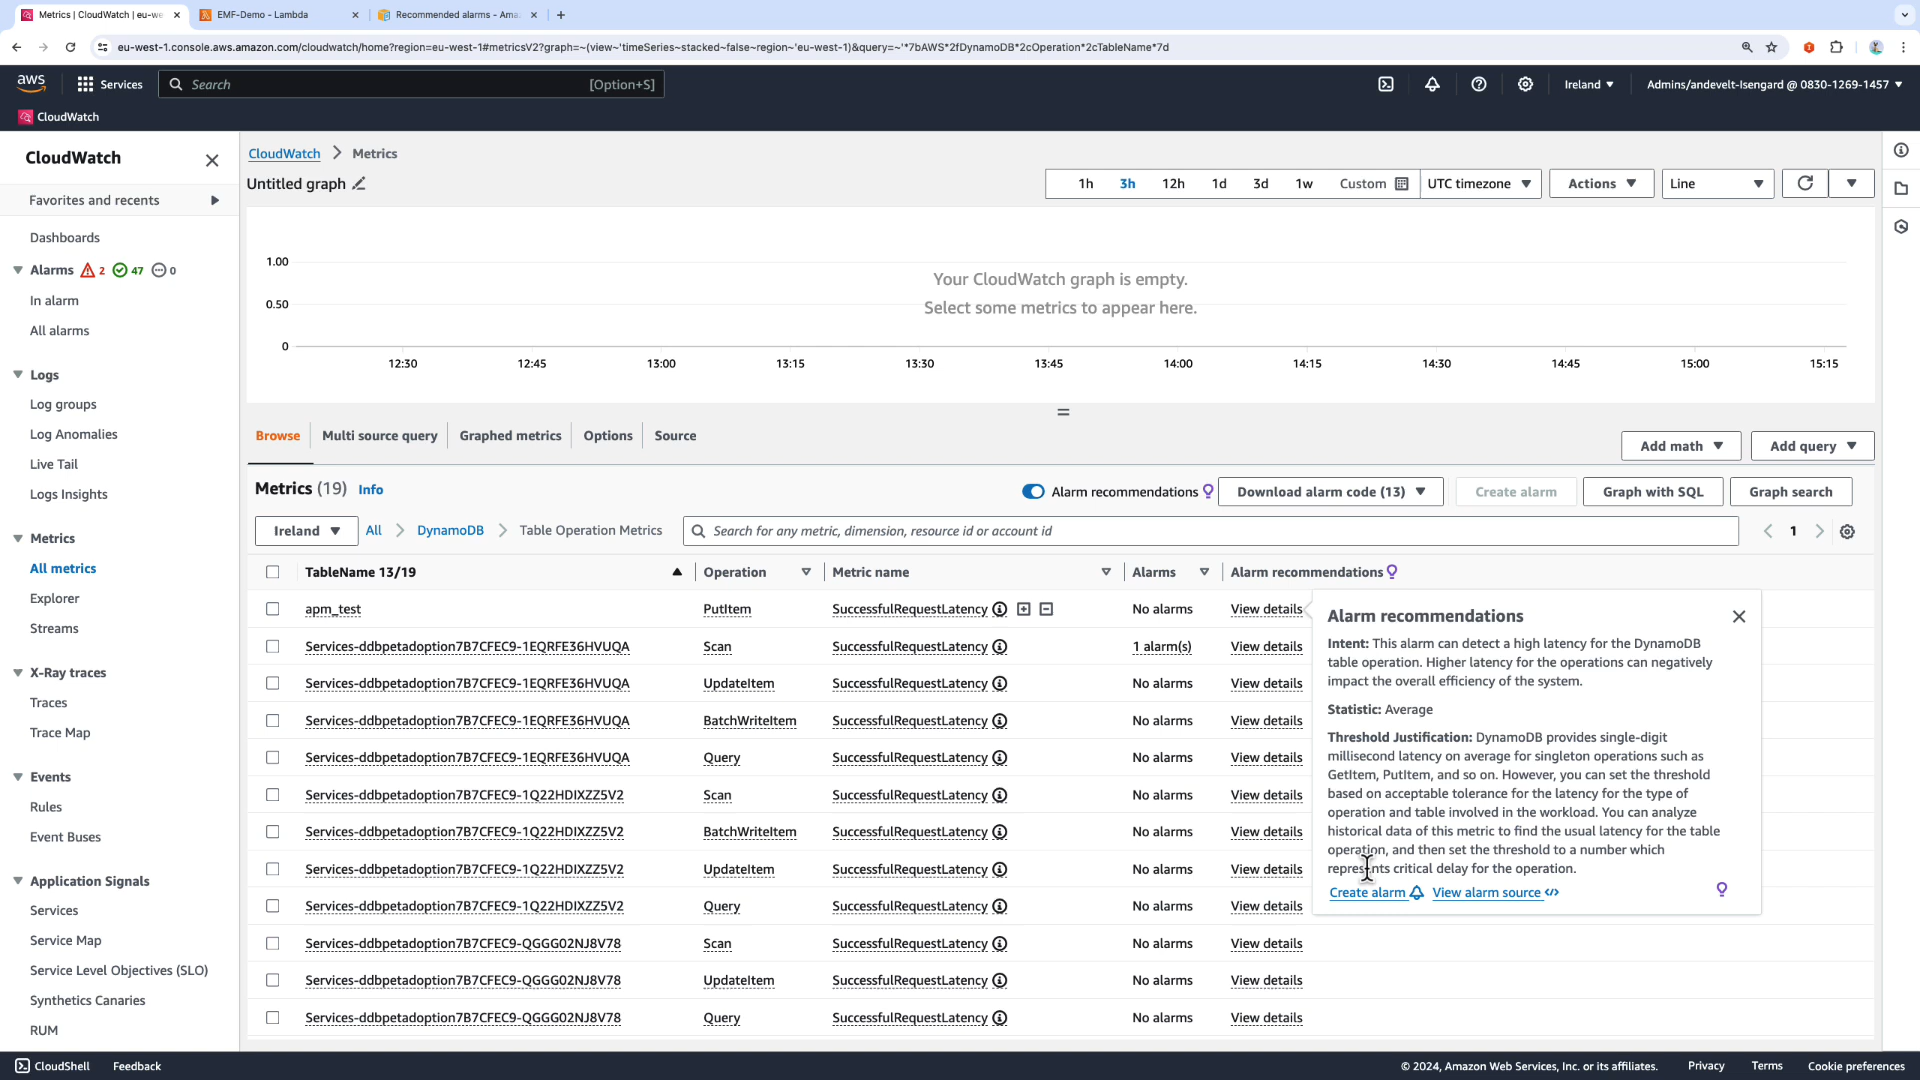 Metrics | CloudWatch | eu-we
EMF-Demo - Lambda
Recommended alarms - Ama
eu-west-1.console.aws.amazon.com/cloudwatch/home?region=eu-west-1#metricsV2?graph=~(view~'timeSeries~stacked~false~region~'eu-west-1)&query=~'*7bAWS*2fDynamoDB*2cOperation*2cTableName*7d
aws
Services
Search
[Option+S]
Ireland
Admins/andevelt-Isengard @ 0830-1269-1457
CloudWatch
CloudWatch
Favorites and recents
Dashboards
Alarms 2 47 0
In alarm
All alarms
Logs
Log groups
Log Anomalies
Live Tail
Logs Insights
Metrics
All metrics
Explorer
Streams
X-Ray traces
Traces
Trace Map
Events
Rules
Event Buses
Application Signals
Services
Service Map
Service Level Objectives (SLO)
Synthetics Canaries
RUM
CloudWatch > Metrics
Untitled graph
1h 3h 12h 1d 3d 1w Custom UTC timezone Actions Line
1.00
0.50
0
Your CloudWatch graph is empty.
Select some metrics to appear here.
12:30 12:45 13:00 13:15 13:30 13:45 14:00 14:15 14:30 14:45 15:00 15:15
Browse Multi source query Graphed metrics Options Source
Add math Add query
Metrics (19) Info
Alarm recommendations Download alarm code (13) Create alarm Graph with SQL Graph search
Ireland All > DynamoDB > Table Operation Metrics Search for any metric, dimension, resource id or account id 1
TableName 13/19 Operation Metric name Alarms Alarm recommendations
apm_test PutItem SuccessfulRequestLatency No alarms View details
Services-ddbpetadoption7B7CFEC9-1EQRFE36HVUQA Scan SuccessfulRequestLatency 1 alarm(s) View details
Services-ddbpetadoption7B7CFEC9-1EQRFE36HVUQA UpdateItem SuccessfulRequestLatency No alarms View details
Services-ddbpetadoption7B7CFEC9-1EQRFE36HVUQA BatchWriteItem SuccessfulRequestLatency No alarms View details
Services-ddbpetadoption7B7CFEC9-1EQRFE36HVUQA Query SuccessfulRequestLatency No alarms View details
Services-ddbpetadoption7B7CFEC9-1Q22HDIXZZ5V2 Scan SuccessfulRequestLatency No alarms View details
Services-ddbpetadoption7B7CFEC9-1Q22HDIXZZ5V2 BatchWriteItem SuccessfulRequestLatency No alarms View details
Services-ddbpetadoption7B7CFEC9-1Q22HDIXZZ5V2 UpdateItem SuccessfulRequestLatency No alarms View details
Services-ddbpetadoption7B7CFEC9-1Q22HDIXZZ5V2 Query SuccessfulRequestLatency No alarms View details
Services-ddbpetadoption7B7CFEC9-QGGG02NJ8V78 Scan SuccessfulRequestLatency No alarms View details
Services-ddbpetadoption7B7CFEC9-QGGG02NJ8V78 UpdateItem SuccessfulRequestLatency No alarms View details
Services-ddbpetadoption7B7CFEC9-QGGG02NJ8V78 Query SuccessfulRequestLatency No alarms View details
Alarm recommendations
Intent: This alarm can detect a high latency for the DynamoDB
table operation. Higher latency for the operations can negatively
impact the overall efficiency of the system.
Statistic: Average
Threshold Justification: DynamoDB provides single-digit
millisecond latency on average for singleton operations such as
GetItem, PutItem, and so on. However, you can set the threshold
based on acceptable tolerance for the latency for the type of
operation and table involved in the workload. You can analyze
historical data of this metric to find the usual latency for the table
operation, and then set the threshold to a number which
represents critical delay for the operation.
Create alarm View alarm source
CloudShell Feedback
© 2024, Amazon Web Services, Inc. or its affiliates. Privacy Terms Cookie preferences